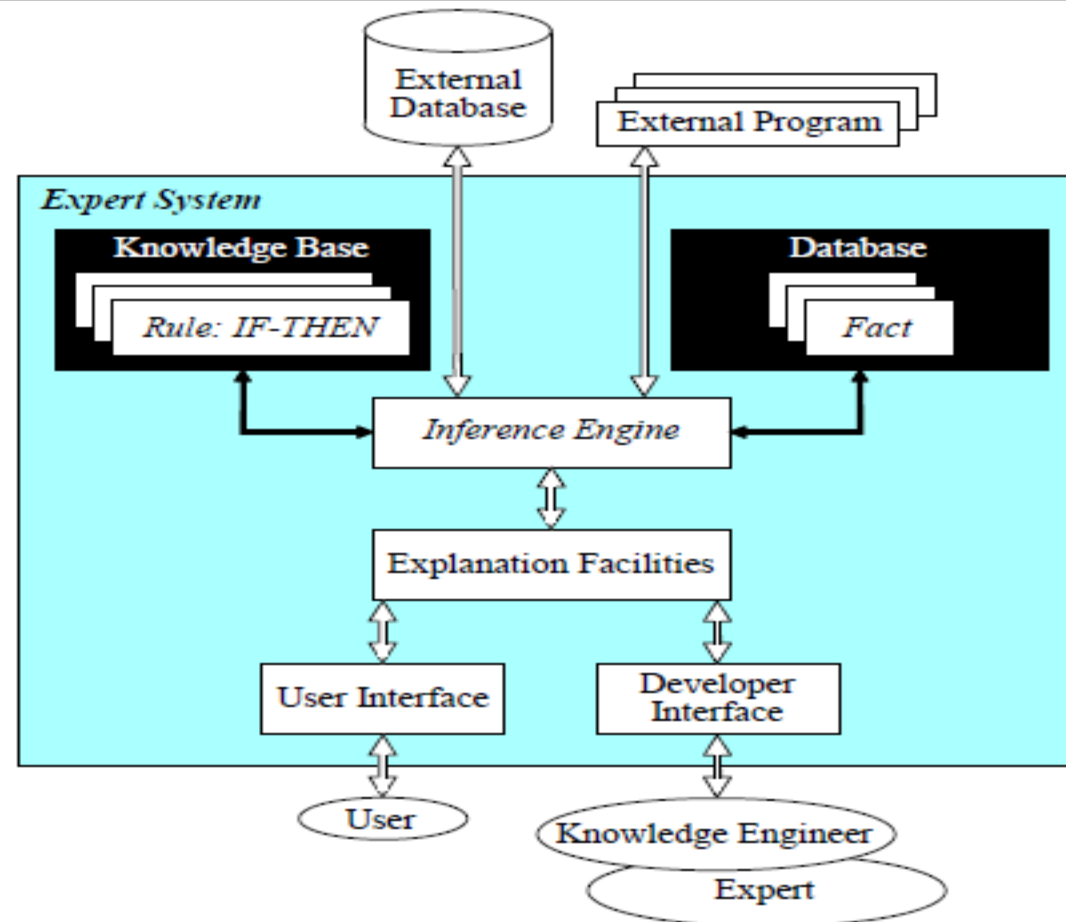 External
Database
External Program
Expert System
Knowledge Base
Rule: IF-THEN
Database
Fact
Inference Engine
Explanation Facilities
User Interface
Developer
Interface
User
Knowledge Engineer
Expert